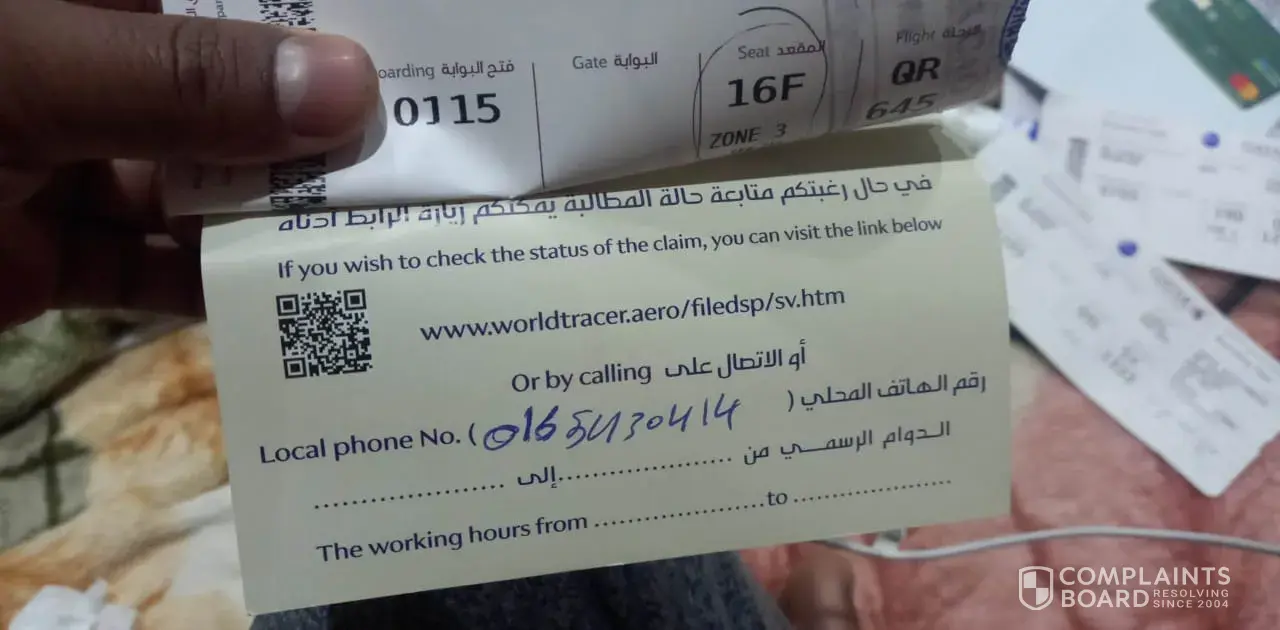 oarding فتح البوابة
0115
Gate البوابة
Seat المقعد
16F
ZONE 3
Flight الرحلة
QR
645
في حال رغبتكم متابعة حالة المطالبة يمكنكم زيارة الرابط أدناه
If you wish to check the status of the claim, you can visit the link below
www.worldtracer.aero/filedsp/sv.htm
أو الاتصال على Or by calling
رقم الهاتف المحلي ( Local phone No. (
الدوام الرسمي من .................... إلى ....................
The working hours from .................... to ....................
COMPLAINTS
BOARD RESOLVING
SINCE 2004